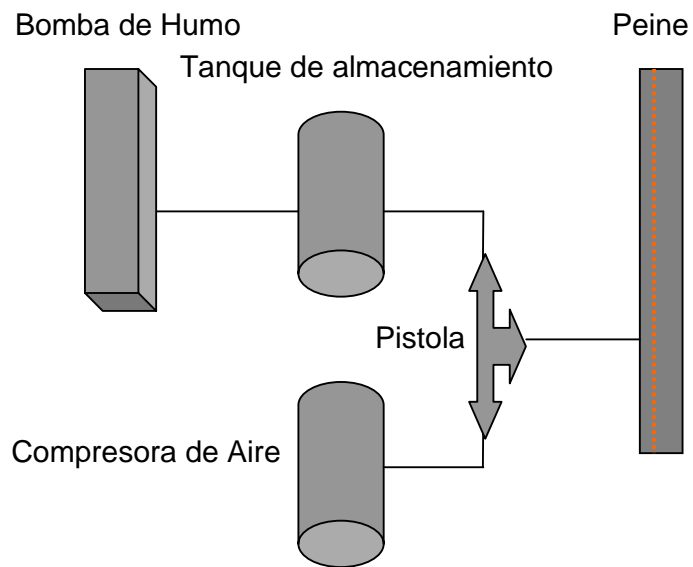 Bomba de Humo
Peine
Tanque de almacenamiento
Pistola
Compresora de Aire